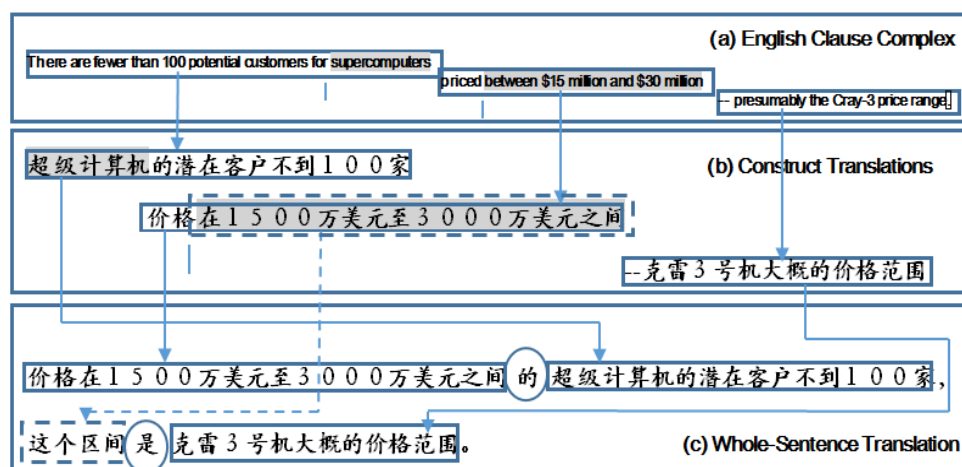 (a) English Clause Complex
There are fewer than 100 potential customers for supercomputers
priced between $15 million and $30 million
-- presumably the Cray-3 price range.
超级计算机的潜在客户不到１００家
(b) Construct Translations
价格在１５００万美元至３０００万美元之间
--克雷３号机大概的价格范围
价格在１５００万美元至３０００万美元之间 的 超级计算机的潜在客户不到１００家，
这个区间 是 克雷３号机大概的价格范围。
(c) Whole-Sentence Translation